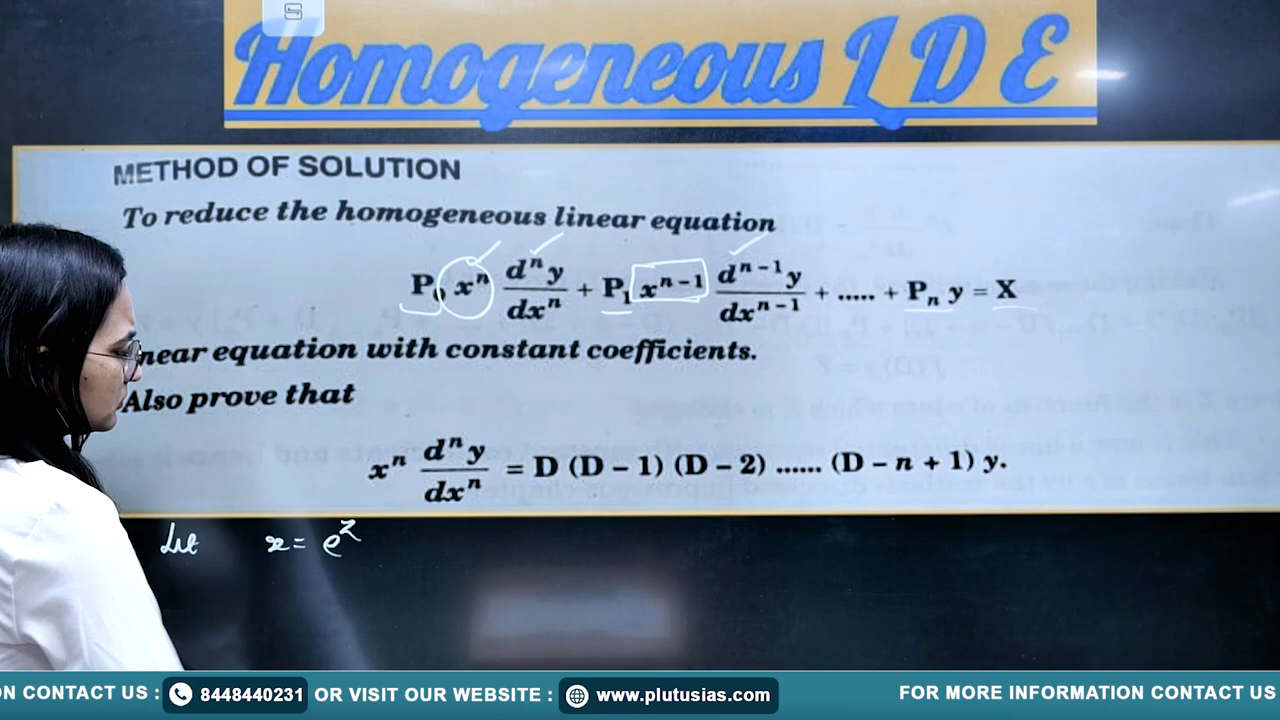 Homogeneous L D E
METHOD OF SOLUTION
To reduce the homogeneous linear equation
P₀ xⁿ dⁿy/dxⁿ + P₁ xⁿ⁻¹ dⁿ⁻¹y/dxⁿ⁻¹ + ..... + Pₙ y = X
near equation with constant coefficients.
Also prove that
xⁿ dⁿy/dxⁿ = D (D – 1) (D – 2) ...... (D – n + 1) y.
Let x = e^z
ON CONTACT US : 8448440231 OR VISIT OUR WEBSITE : www.plutusias.com FOR MORE INFORMATION CONTACT US